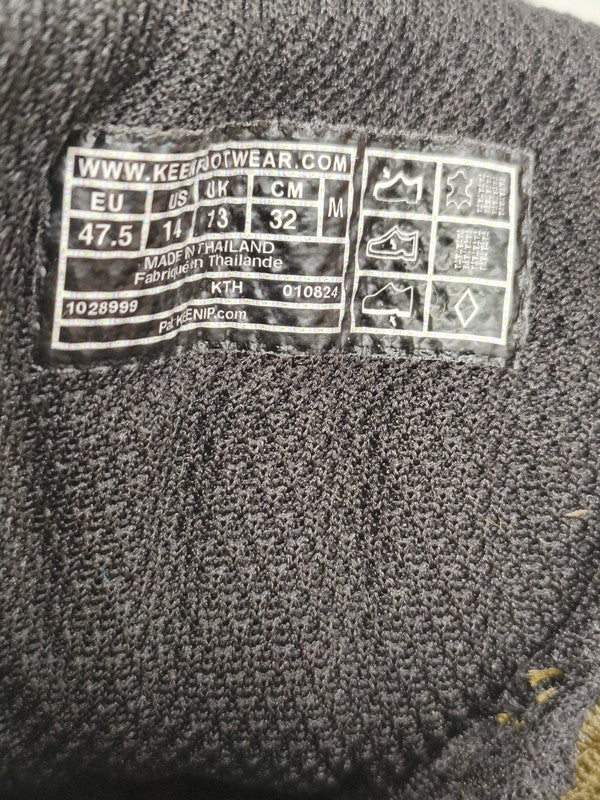 WWW.KEENFOOTWEAR.COM
EU US UK CM M
47.5 14 13 32
MADE IN THAILAND
Fabriqué en Thaïlande
KTH 010824
1028999
Pat KEENIP.com